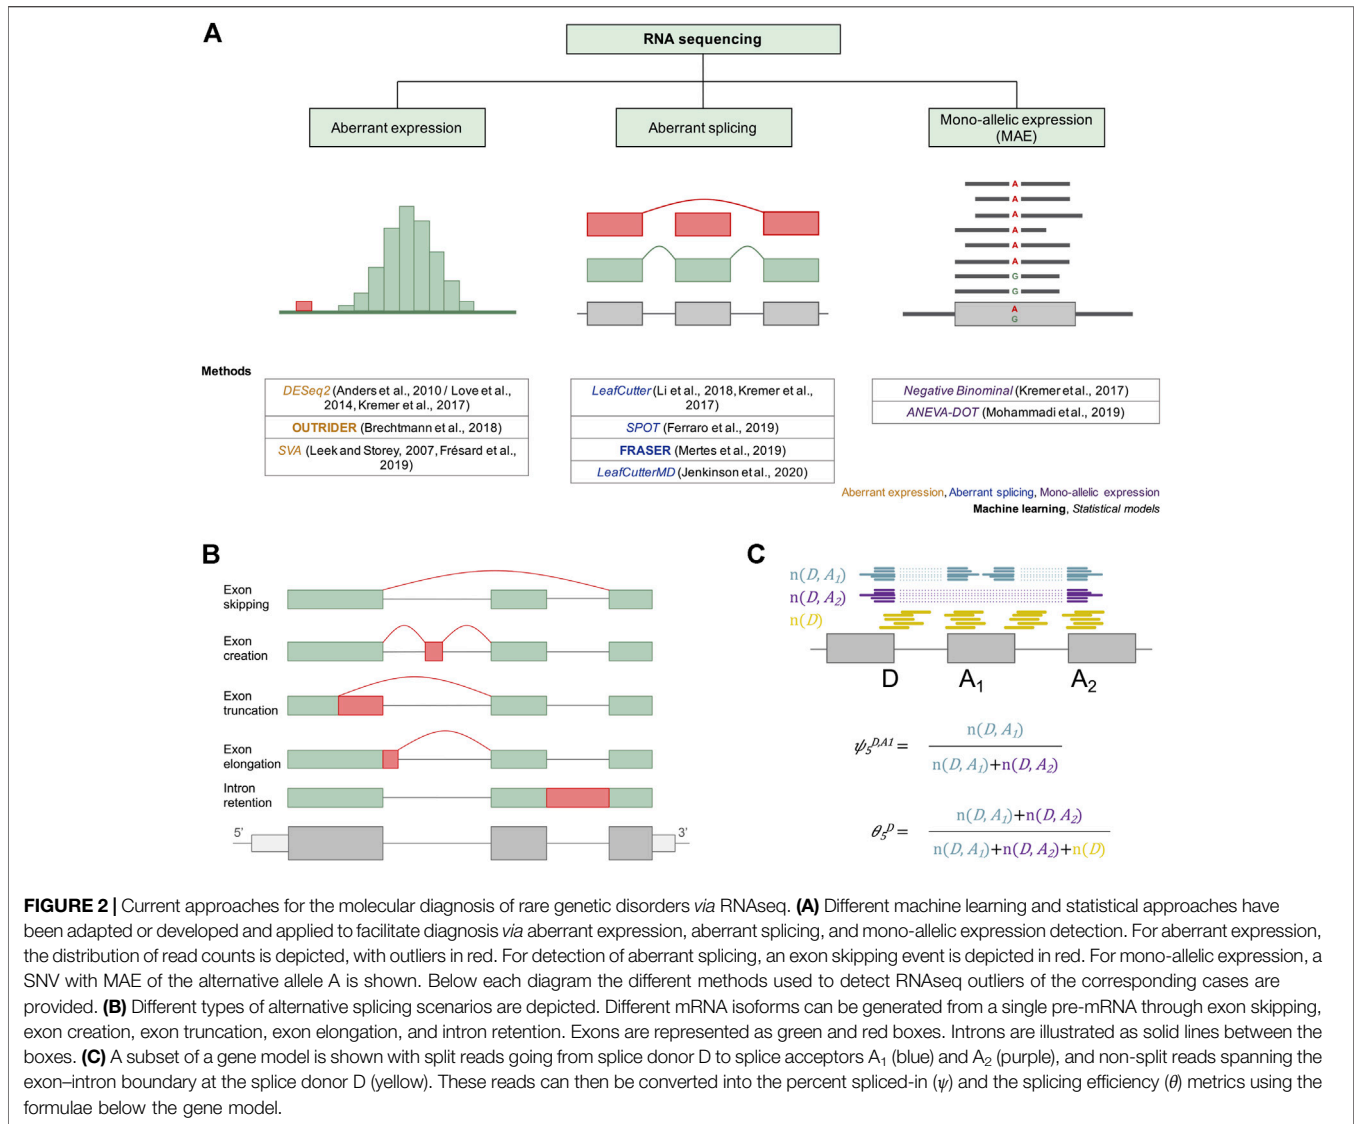 A
RNA sequencing
Aberrant expression
Aberrant splicing
Mono-allelic expression
(MAE)
A
A
A
A
A
A
G
G
A
G
Methods
DESeq2 (Anders et al., 2010 / Love et al.,
2014, Kremer et al., 2017)
OUTRIDER (Brechtmann et al., 2018)
SVA (Leek and Storey, 2007, Frésard et al.,
2019)
LeafCutter (Li et al., 2018, Kremer et al.,
2017)
SPOT (Ferraro et al., 2019)
FRASER (Mertes et al., 2019)
LeafCutterMD (Jenkinson et al., 2020)
Negative Binominal (Kremer et al., 2017)
ANEVA-DOT (Mohammadi et al., 2019)
Aberrant expression, Aberrant splicing, Mono-allelic expression
Machine learning, Statistical models
B
Exon
skipping
Exon
creation
Exon
truncation
Exon
elongation
Intron
retention
5'
3'
C
n(D, A₁)
n(D, A₂)
n(D)
D
A₁
A₂
ψ₅^D,A1 =
n(D, A₁)
n(D, A₁)+n(D, A₂)
θ₅^D =
n(D, A₁)+n(D, A₂)
n(D, A₁)+n(D, A₂)+n(D)
FIGURE 2 | Current approaches for the molecular diagnosis of rare genetic disorders via RNAseq. (A) Different machine learning and statistical approaches have
been adapted or developed and applied to facilitate diagnosis via aberrant expression, aberrant splicing, and mono-allelic expression detection. For aberrant expression,
the distribution of read counts is depicted, with outliers in red. For detection of aberrant splicing, an exon skipping event is depicted in red. For mono-allelic expression, a
SNV with MAE of the alternative allele A is shown. Below each diagram the different methods used to detect RNAseq outliers of the corresponding cases are
provided. (B) Different types of alternative splicing scenarios are depicted. Different mRNA isoforms can be generated from a single pre-mRNA through exon skipping,
exon creation, exon truncation, exon elongation, and intron retention. Exons are represented as green and red boxes. Introns are illustrated as solid lines between the
boxes. (C) A subset of a gene model is shown with split reads going from splice donor D to splice acceptors A₁ (blue) and A₂ (purple), and non-split reads spanning the
exon–intron boundary at the splice donor D (yellow). These reads can then be converted into the percent spliced-in (ψ) and the splicing efficiency (θ) metrics using the
formulae below the gene model.